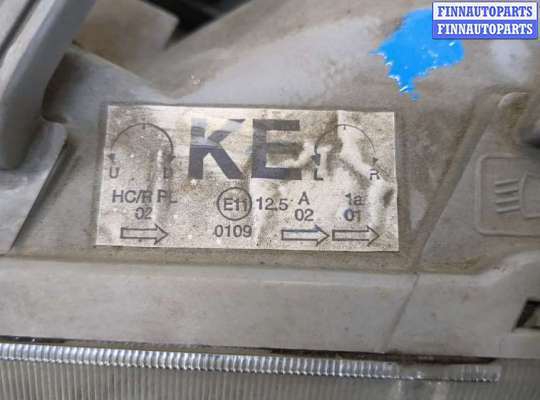 FINNAUTOPARTS
FINNAUTOPARTS
KE
U D L R
HC/R PL E11 12.5 A 1a
02 02 01
0109